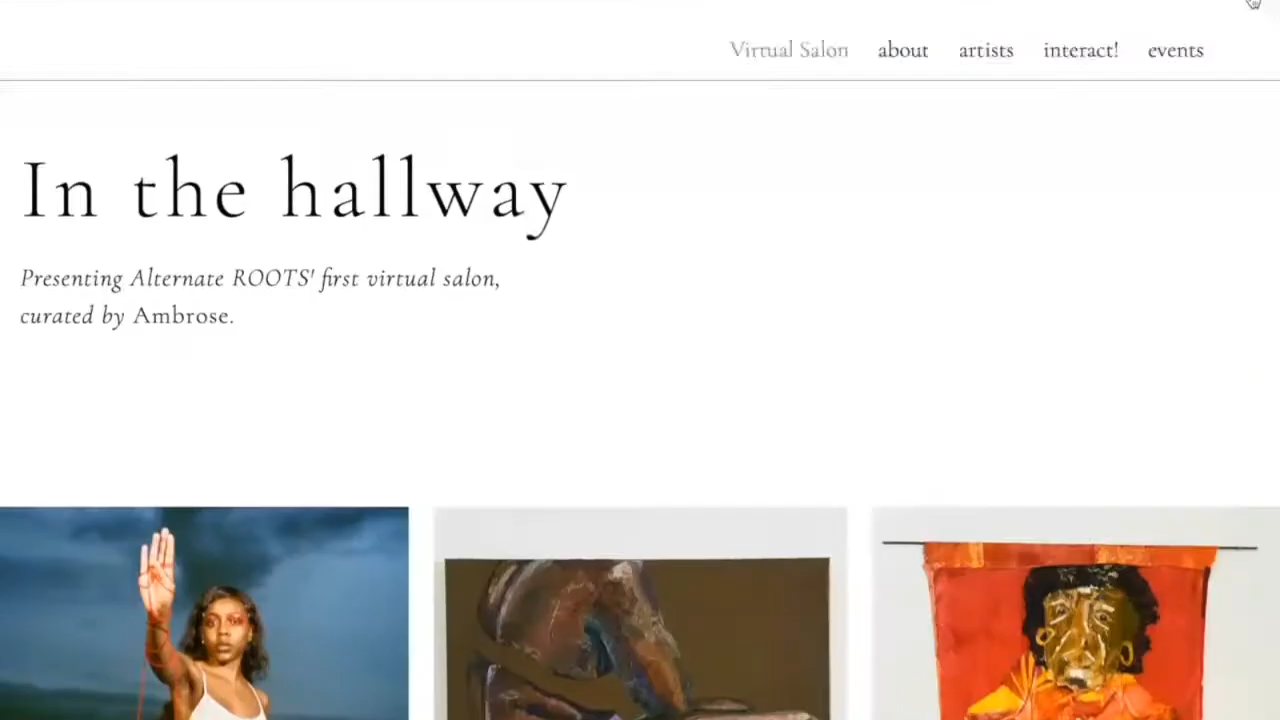 Virtual Salon about artists interact! events
In the hallway
Presenting Alternate ROOTS' first virtual salon,
curated by Ambrose.